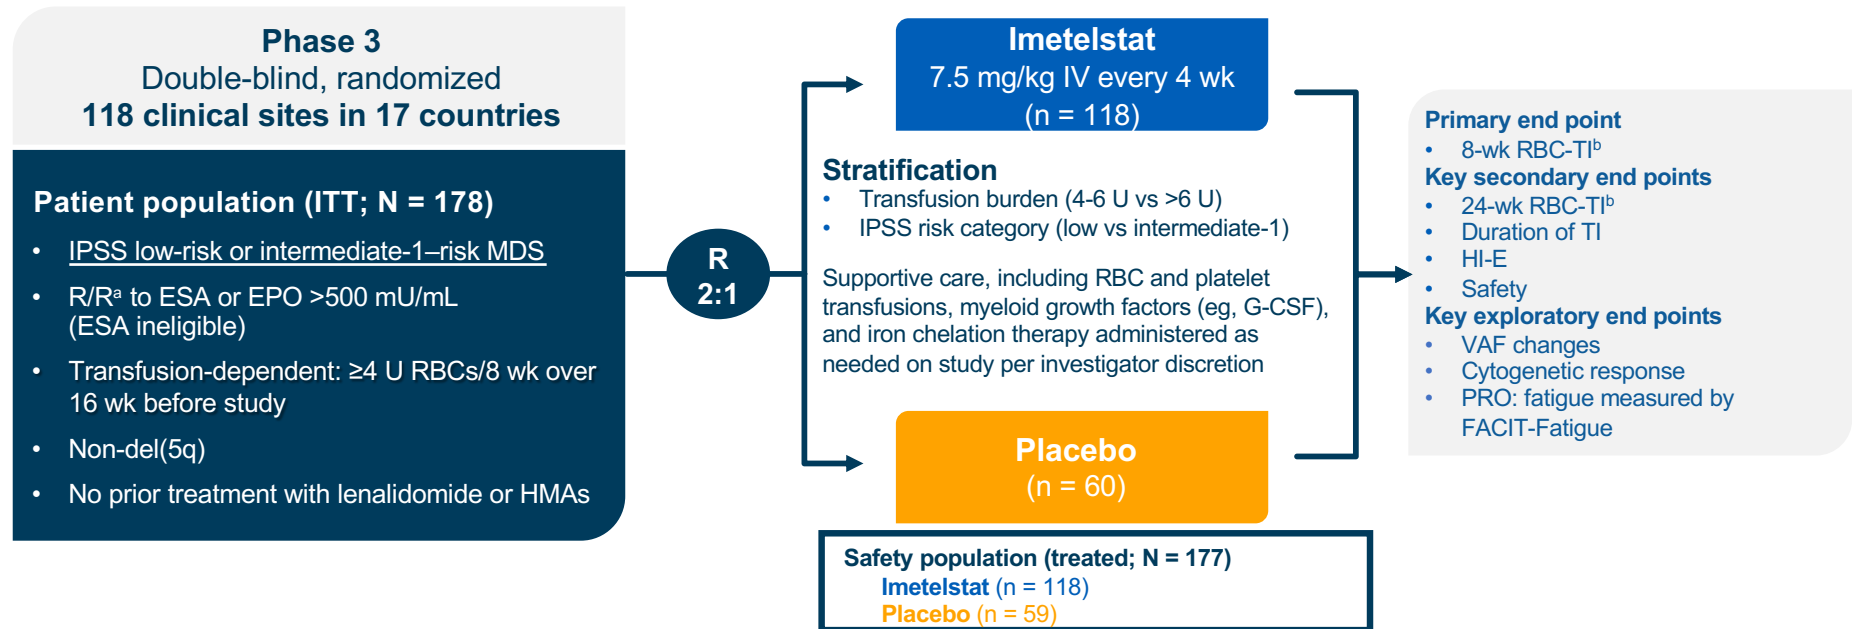 Phase 3
Double-blind, randomized
118 clinical sites in 17 countries
Patient population (ITT; N = 178)
• IPSS low-risk or intermediate-1–risk MDS
• R/Rᵃ to ESA or EPO >500 mU/mL
(ESA ineligible)
• Transfusion-dependent: ≥4 U RBCs/8 wk over
16 wk before study
• Non-del(5q)
• No prior treatment with lenalidomide or HMAs
R
2:1
Imetelstat
7.5 mg/kg IV every 4 wk
(n = 118)
Stratification
• Transfusion burden (4-6 U vs >6 U)
• IPSS risk category (low vs intermediate-1)
Supportive care, including RBC and platelet
transfusions, myeloid growth factors (eg, G-CSF),
and iron chelation therapy administered as
needed on study per investigator discretion
Placebo
(n = 60)
Safety population (treated; N = 177)
Imetelstat (n = 118)
Placebo (n = 59)
Primary end point
• 8-wk RBC-TIᵇ
Key secondary end points
• 24-wk RBC-TIᵇ
• Duration of TI
• HI-E
• Safety
Key exploratory end points
• VAF changes
• Cytogenetic response
• PRO: fatigue measured by
FACIT-Fatigue